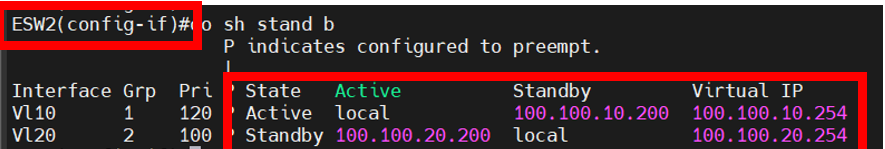 ESW2(config-if)#do sh stand b
P indicates configured to preempt.
|
Interface Grp Pri P State Active Standby Virtual IP
Vl10 1 120 P Active local 100.100.10.200 100.100.10.254
Vl20 2 100 P Standby 100.100.20.200 local 100.100.20.254